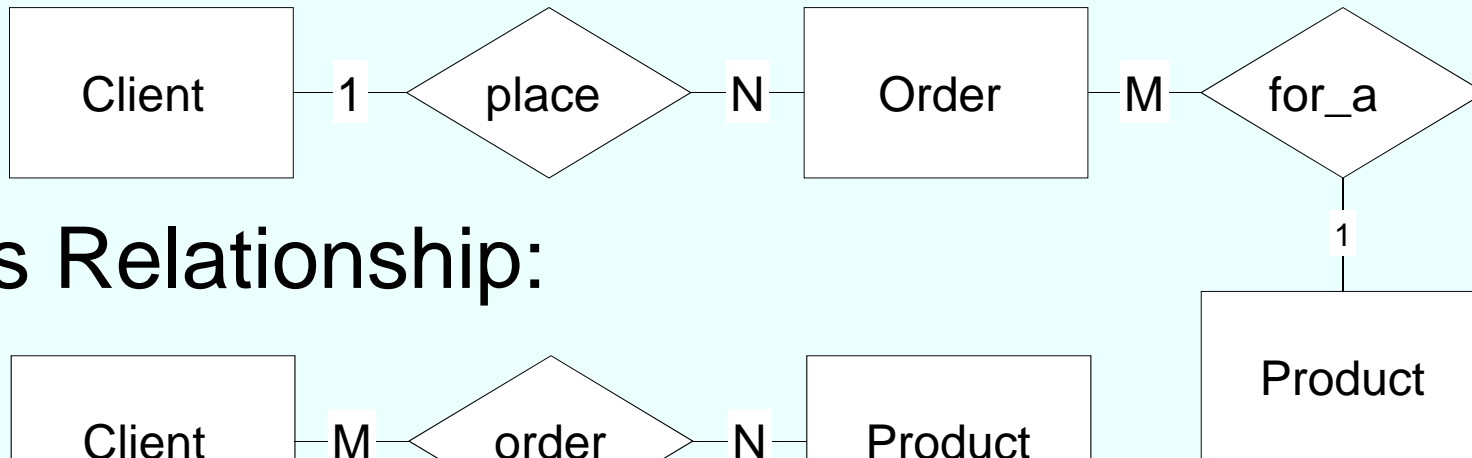 Client 1 place N Order M for_a
1
s Relationship:
Product
Client M order N Product